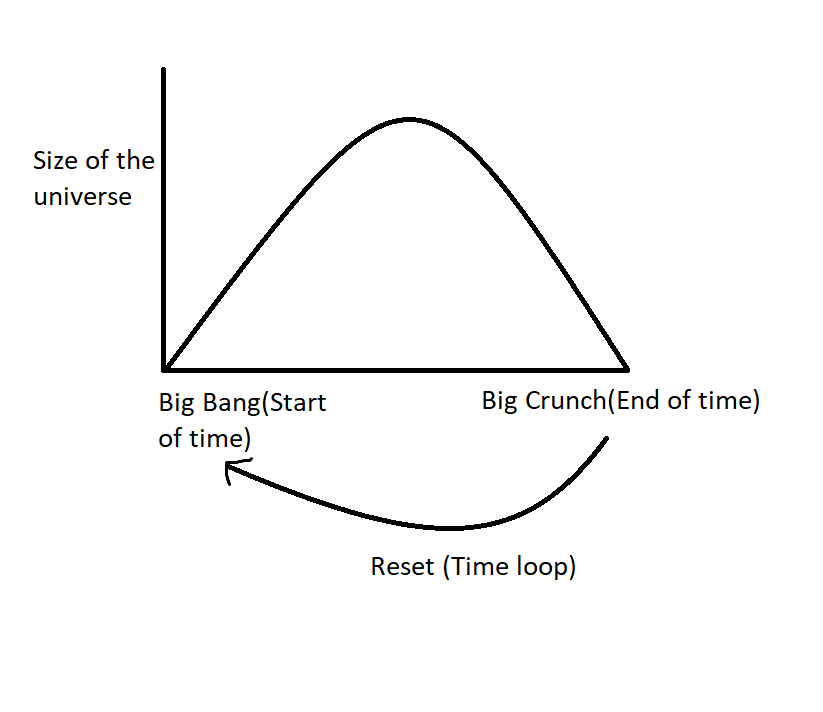 Size of the
universe
Big Bang(Start
of time)
Big Crunch(End of time)
Reset (Time loop)